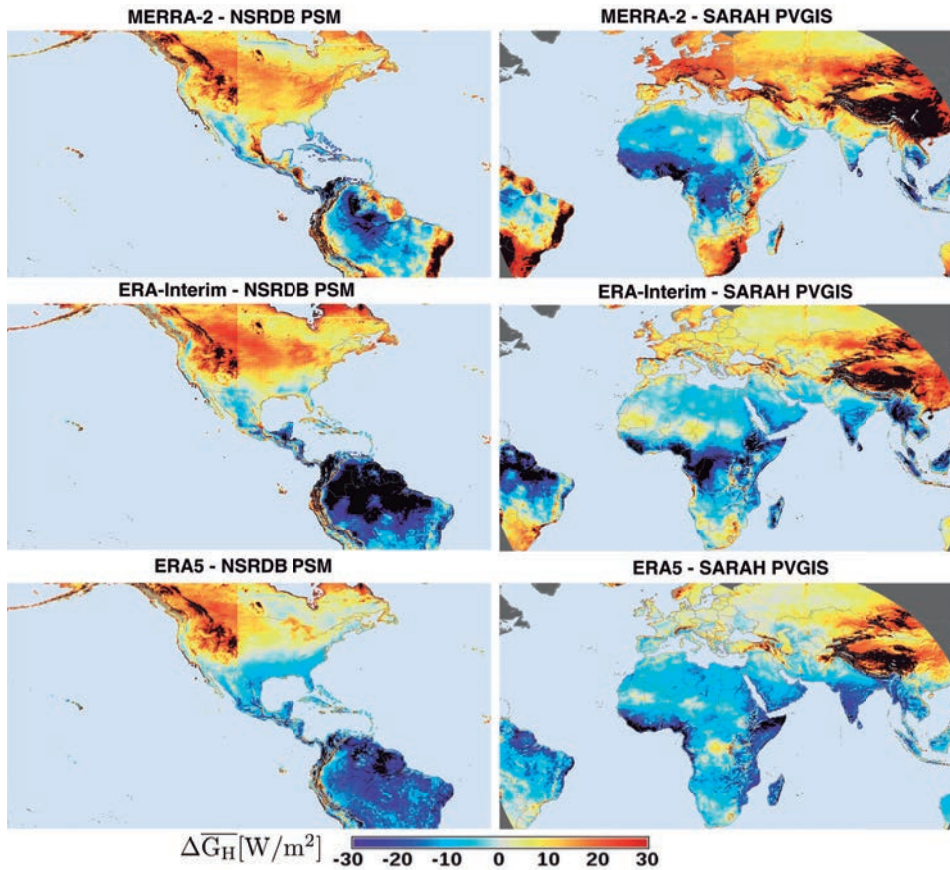 MERRA-2 - NSRDB PSM
MERRA-2 - SARAH PVGIS
ERA-Interim - NSRDB PSM
ERA-Interim - SARAH PVGIS
ERA5 - NSRDB PSM
ERA5 - SARAH PVGIS
ΔG̅_H̅[W/m²] -30 -20 -10 0 10 20 30